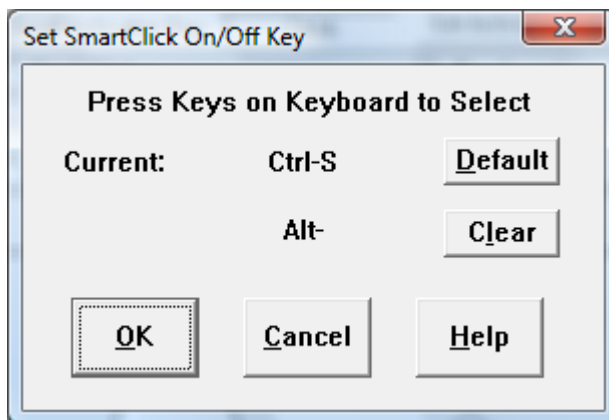 Set SmartClick On/Off Key
Press Keys on Keyboard to Select
Current: Ctrl-S Default
Alt- Clear
OK Cancel Help